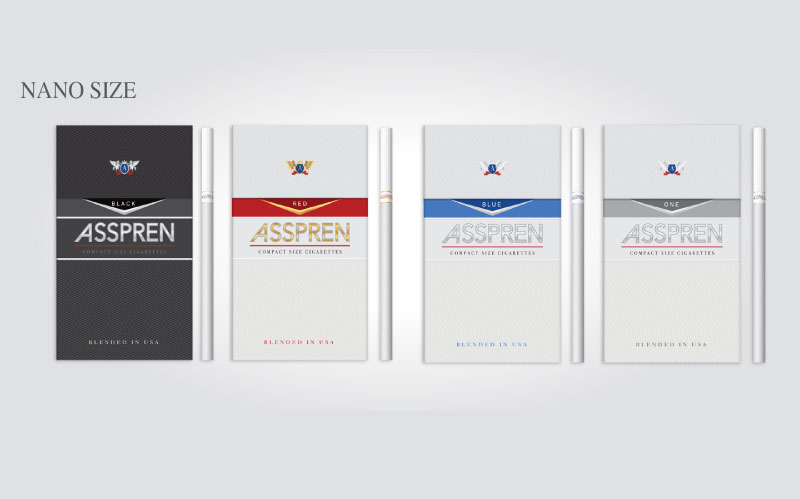 NANO SIZE
BLACK
ASSPREN
COMPACT SIZE CIGARETTES
BLENDED IN USA
RED
ASSPREN
COMPACT SIZE CIGARETTES
BLENDED IN USA
BLUE
ASSPREN
COMPACT SIZE CIGARETTES
BLENDED IN USA
ONE
ASSPREN
COMPACT SIZE CIGARETTES
BLENDED IN USA